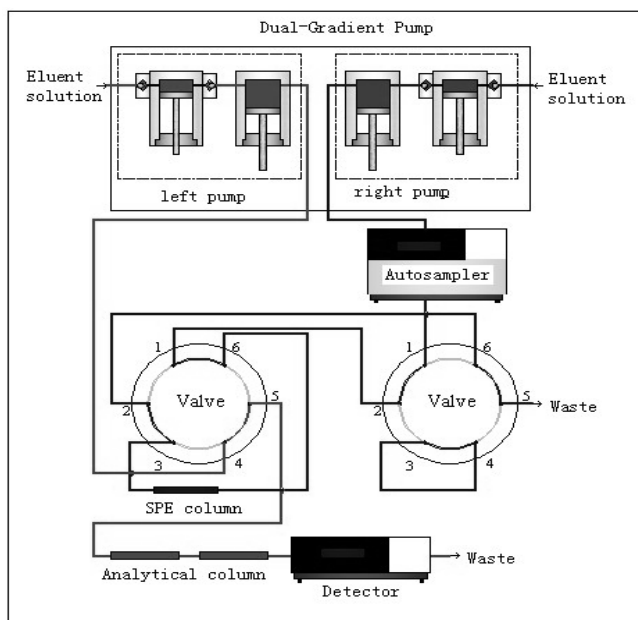 Dual-Gradient Pump
Eluent
solution
Eluent
solution
left pump
right pump
Autosampler
1
6
2
Valve
5
3
4
1
6
2
Valve
5
Waste
3
4
SPE column
Analytical column
Detector
Waste